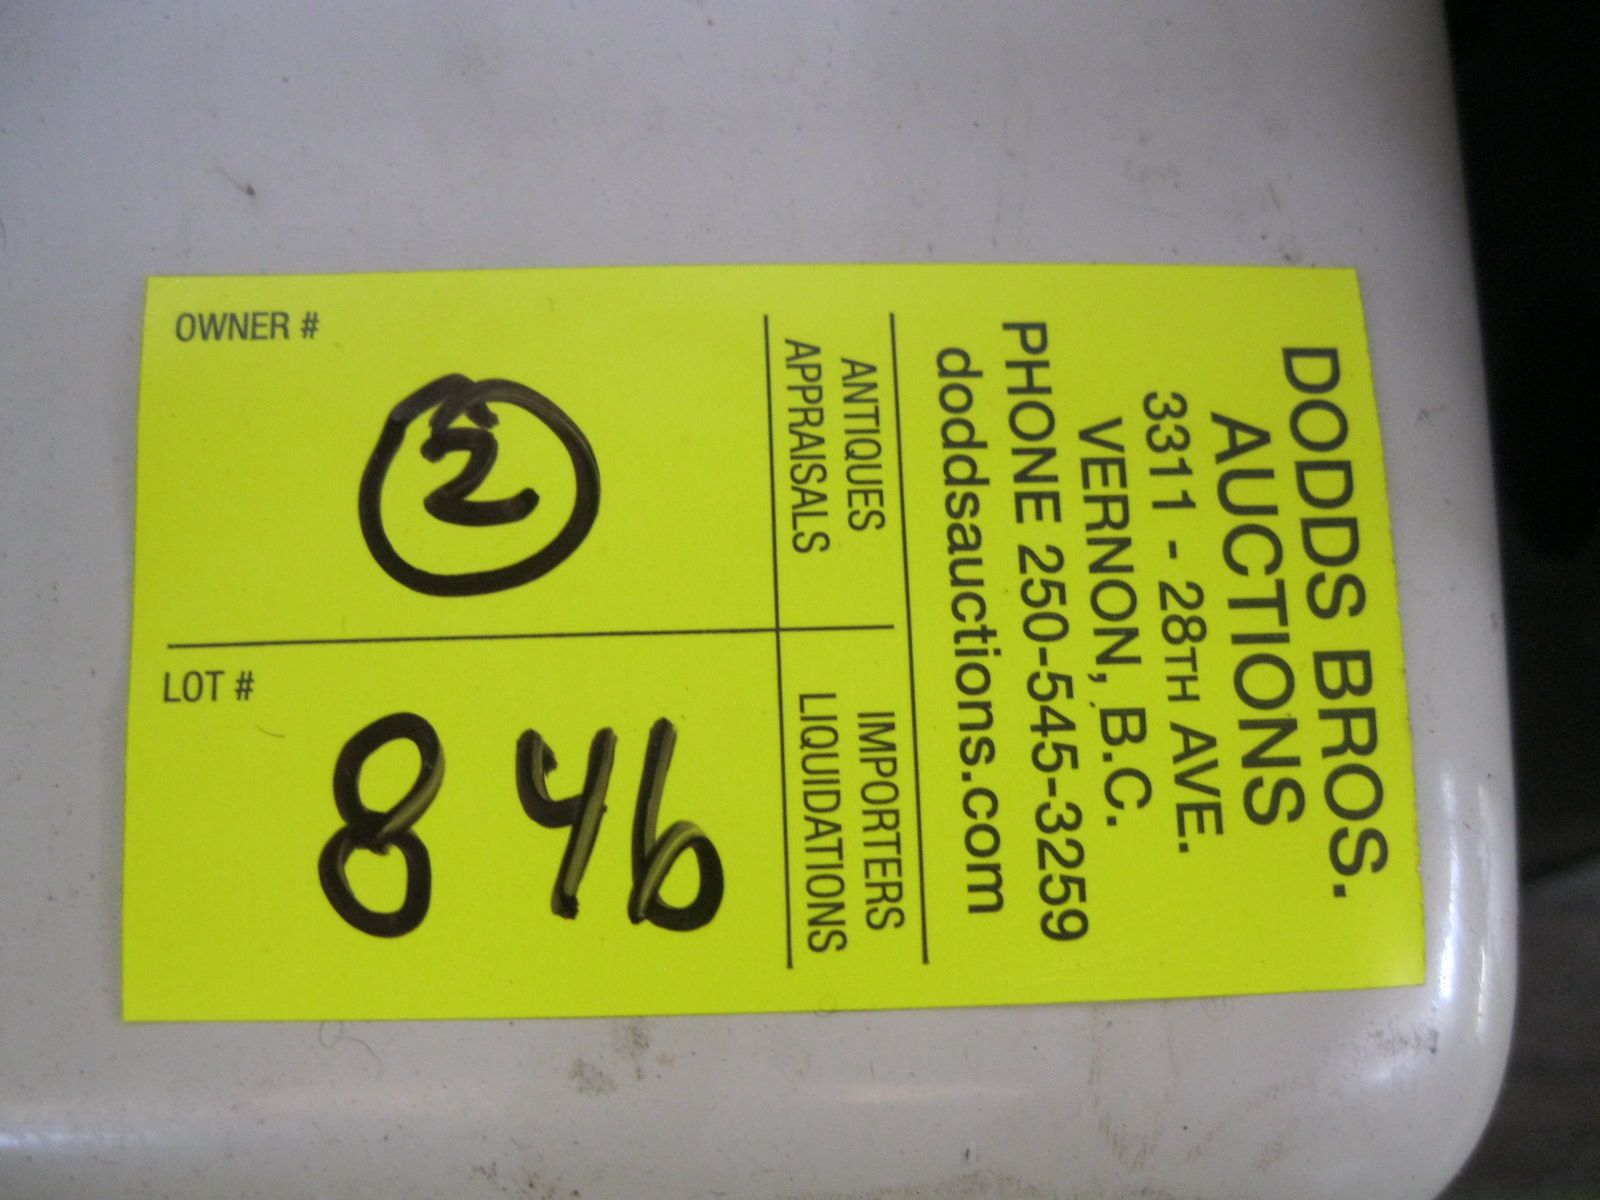 DODDS BROS.
AUCTIONS
3311 - 28TH AVE.
VERNON, B.C.
PHONE 250-545-3259
doddsauctions.com
ANTIQUES
APPRAISALS
IMPORTERS
LIQUIDATIONS
OWNER #
2
LOT #
846